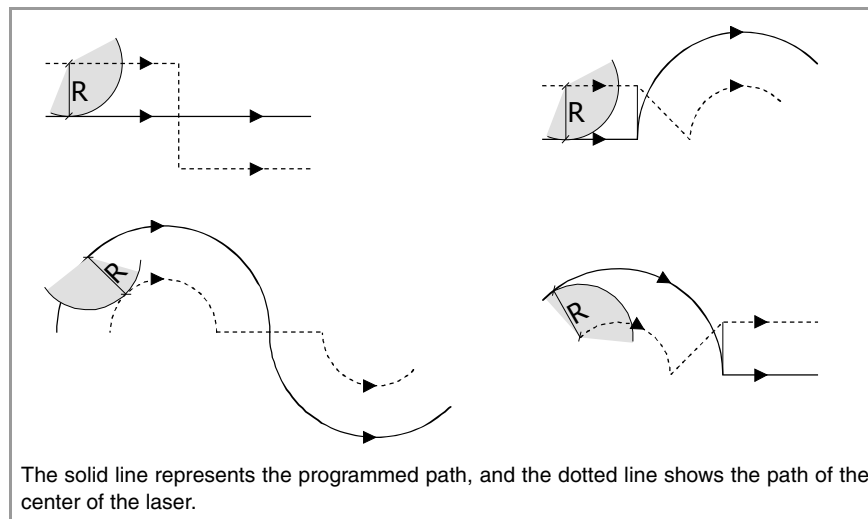 R
R
R
R
The solid line represents the programmed path, and the dotted line shows the path of the
center of the laser.